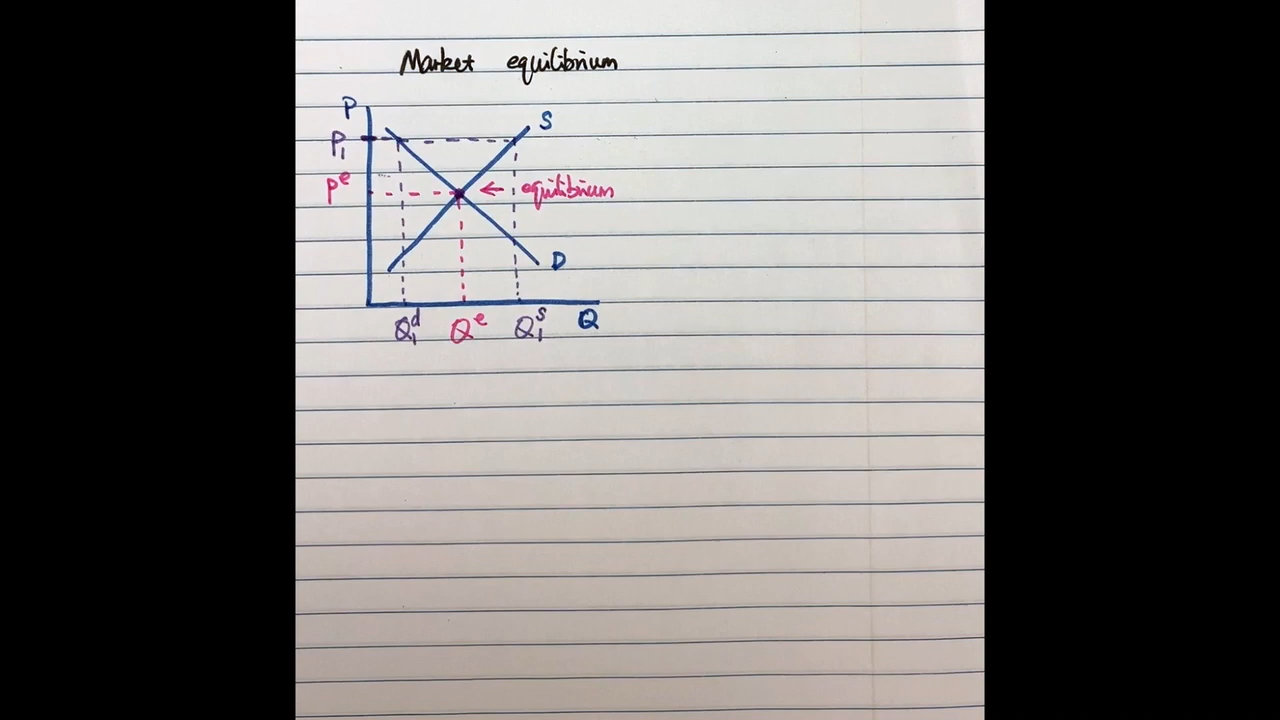 Market equilibrium
P
S
P₁
Pᵉ
← equilibrium
D
Q₁ᵈ Qᵉ Q₁ˢ Q